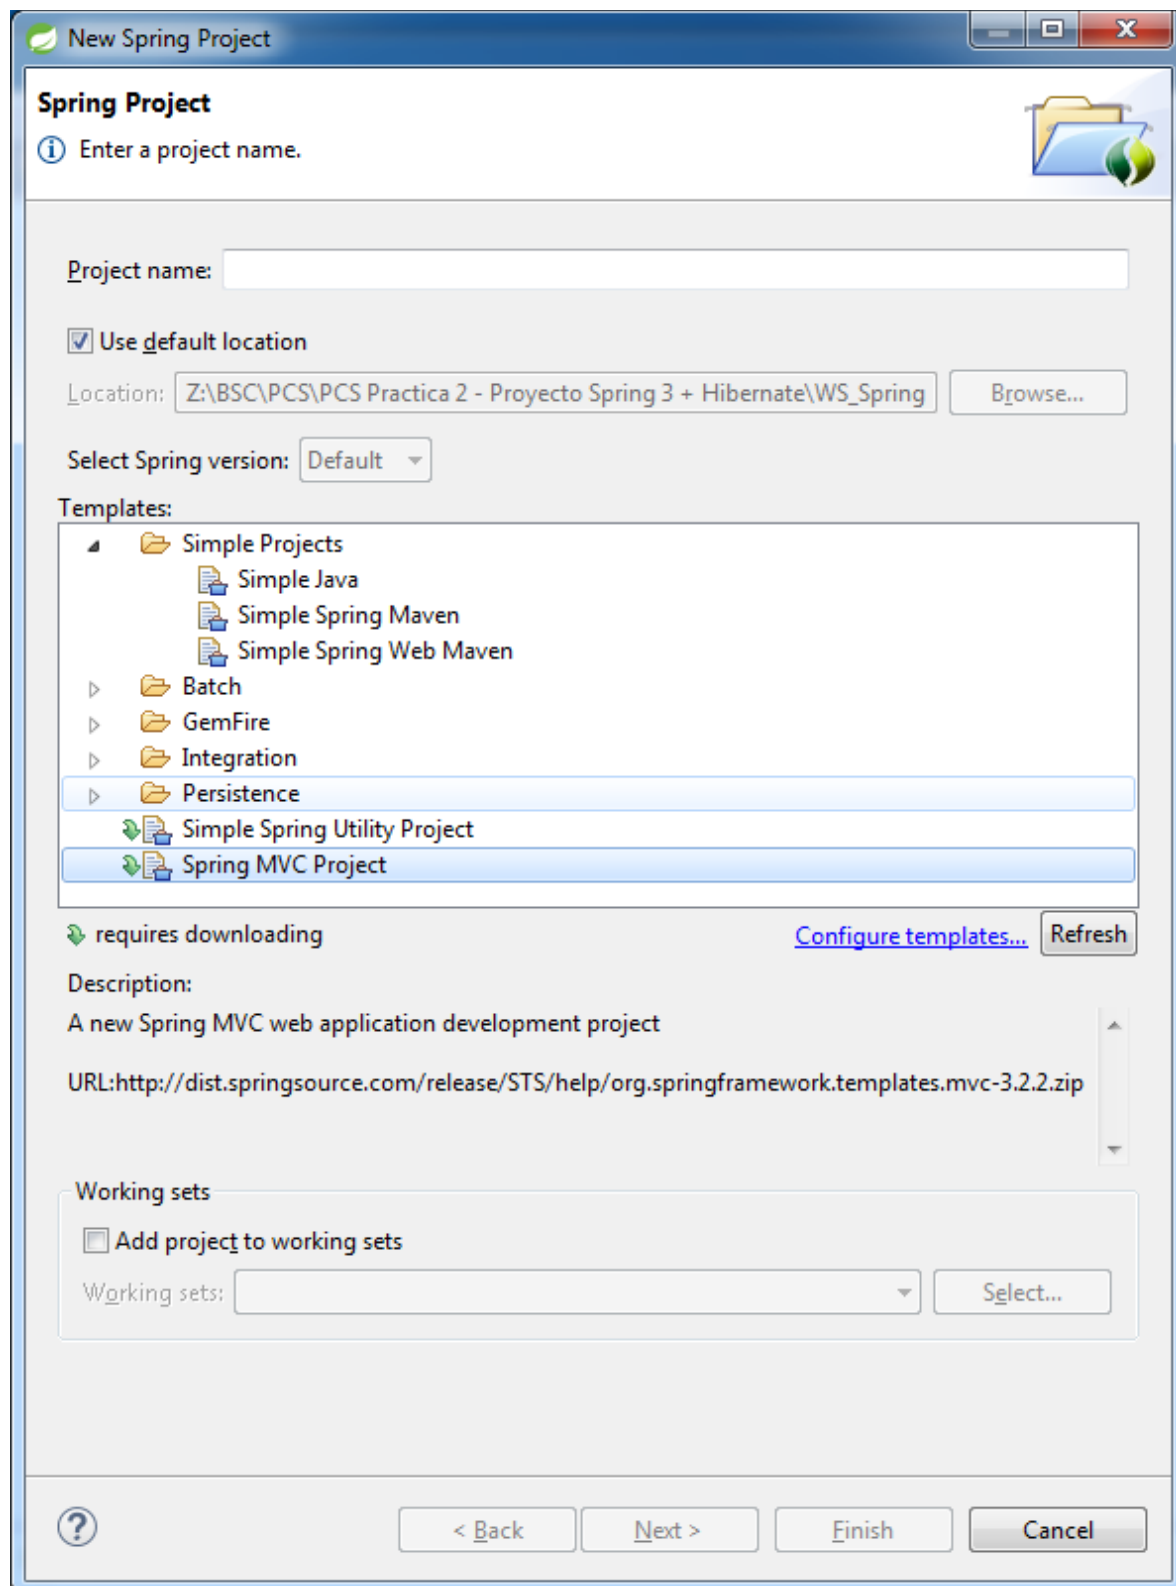 New Spring Project
Spring Project
Enter a project name.
Project name:
Use default location
Location: Z:\BSC\PCS\PCS Practica 2 - Proyecto Spring 3 + Hibernate\WS_Spring Browse...
Select Spring version: Default
Templates:
Simple Projects
Simple Java
Simple Spring Maven
Simple Spring Web Maven
Batch
GemFire
Integration
Persistence
Simple Spring Utility Project
Spring MVC Project
requires downloading Configure templates... Refresh
Description:
A new Spring MVC web application development project
URL:http://dist.springsource.com/release/STS/help/org.springframework.templates.mvc-3.2.2.zip
Working sets
Add project to working sets
Working sets: Select...
? < Back Next > Finish Cancel